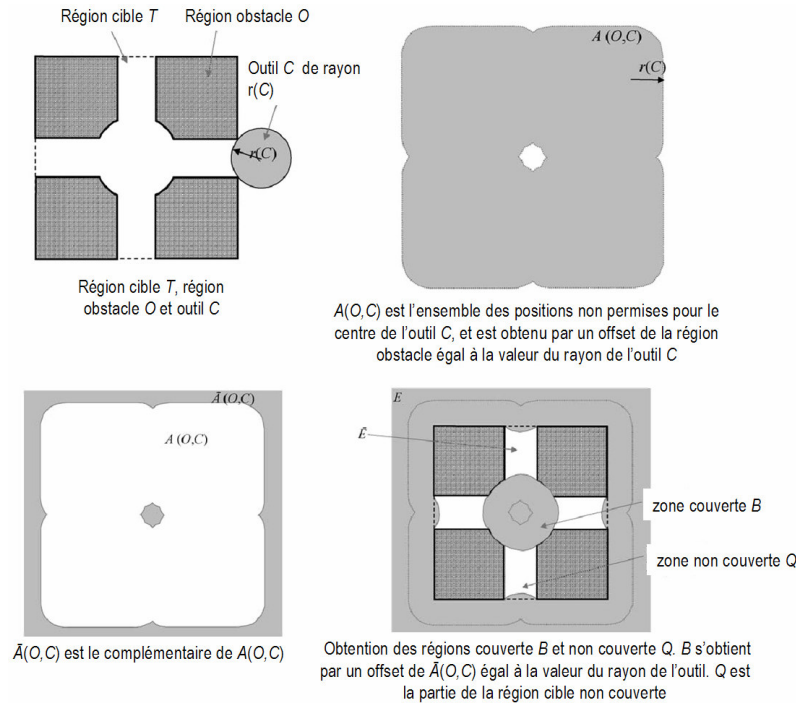 Région cible T
Région obstacle O
Outil C de rayon
r(C)
r(C)
Région cible T, région
obstacle O et outil C
A (O,C)
r(C)
A(O,C) est l’ensemble des positions non permises pour le
centre de l’outil C, et est obtenu par un offset de la région
obstacle égal à la valeur du rayon de l’outil C
Ā(O,C)
A (O,C)
Ā(O,C) est le complémentaire de A(O,C)
E
Ē
zone couverte B
zone non couverte Q
Obtention des régions couverte B et non couverte Q. B s’obtient
par un offset de Ā(O,C) égal à la valeur du rayon de l’outil. Q est
la partie de la région cible non couverte